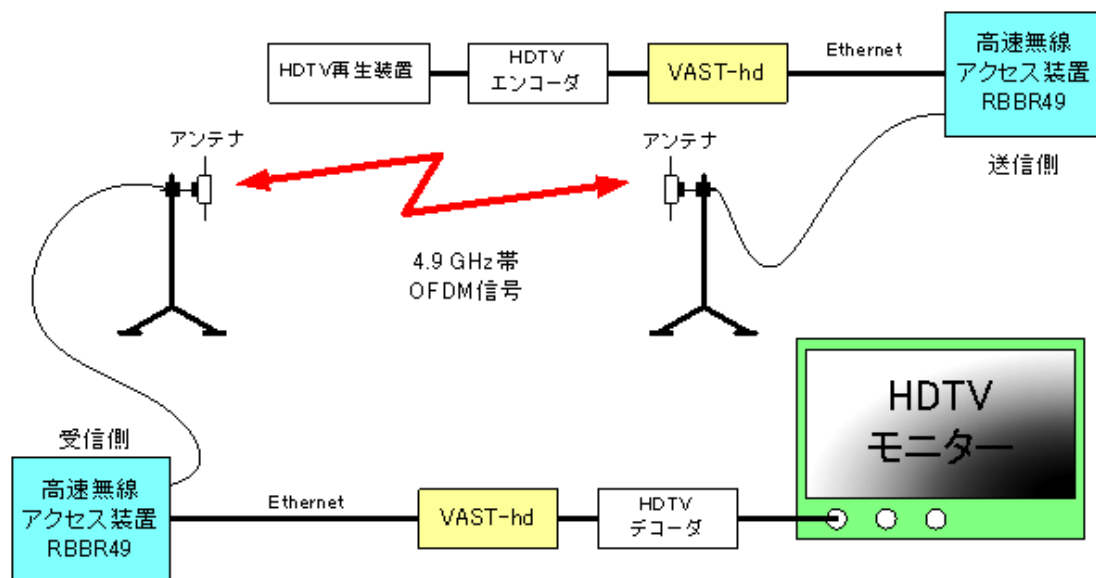 HDTV再生装置
HDTV
エンコーダ
VAST-hd
Ethernet
高速無線
アクセス装置
RBBR49
送信側
アンテナ
アンテナ
4.9 GHz帯
OFDM信号
受信側
高速無線
アクセス装置
RBBR49
Ethernet
VAST-hd
HDTV
デコーダ
HDTV
モニター